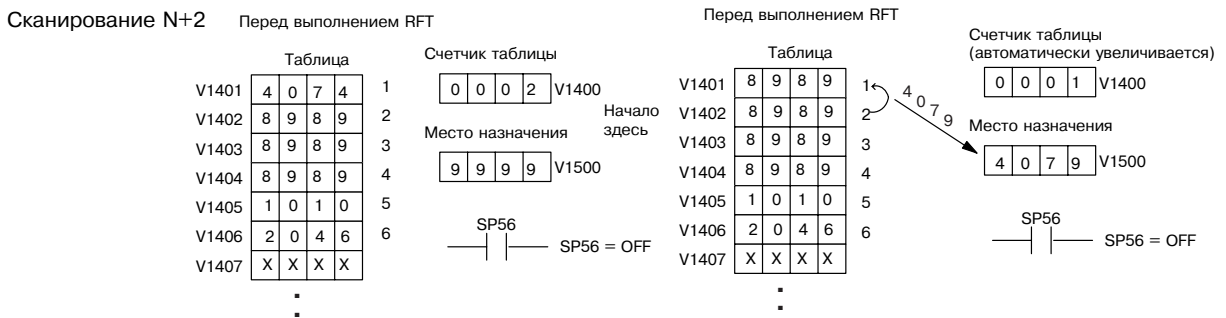 Сканирование N+2
Перед выполнением RFT
Таблица
V1401 4 0 7 4 1
V1402 8 9 8 9 2
V1403 8 9 8 9 3
V1404 8 9 8 9 4
V1405 1 0 1 0 5
V1406 2 0 4 6 6
V1407 X X X X
Счетчик таблицы
0 0 0 2 V1400
Место назначения
9 9 9 9 V1500
SP56
SP56 = OFF
Начало
здесь
Перед выполнением RFT
Таблица
V1401 8 9 8 9 1
V1402 8 9 8 9 2
V1403 8 9 8 9 3
V1404 8 9 8 9 4
V1405 1 0 1 0 5
V1406 2 0 4 6 6
V1407 X X X X
4 0 7 9
Счетчик таблицы
(автоматически увеличивается)
0 0 0 1 V1400
Место назначения
4 0 7 9 V1500
SP56
SP56 = OFF